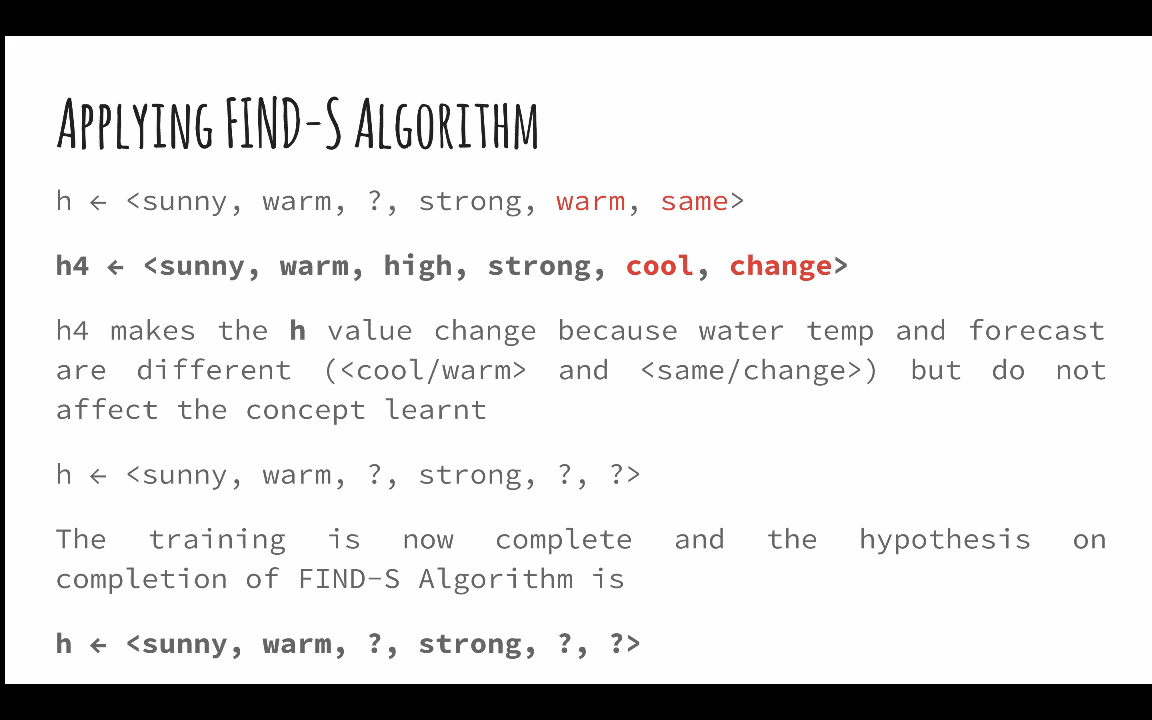 Applying FIND-S Algorithm
h ← <sunny, warm, ?, strong, warm, same>
h4 ← <sunny, warm, high, strong, cool, change>
h4 makes the h value change because water temp and forecast
are different (<cool/warm> and <same/change>) but do not
affect the concept learnt
h ← <sunny, warm, ?, strong, ?, ?>
The training is now complete and the hypothesis on
completion of FIND-S Algorithm is
h ← <sunny, warm, ?, strong, ?, ?>